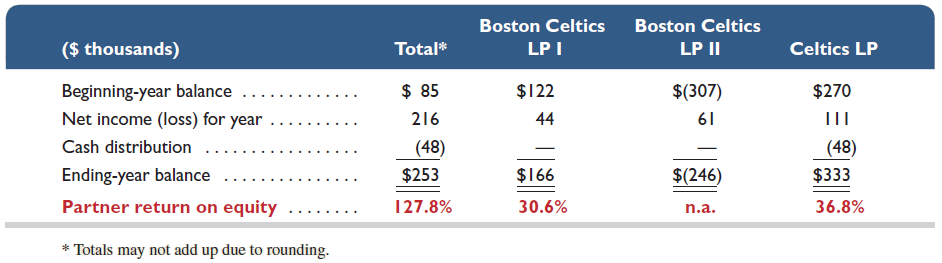 Boston Celtics Boston Celtics
($ thousands) Total* LP I LP II Celtics LP
Beginning-year balance . . . . . . . . . . . . . $ 85 $122 $(307) $270
Net income (loss) for year . . . . . . . . . . 216 44 61 111
Cash distribution . . . . . . . . . . . . . . . . . (48) — — (48)
Ending-year balance . . . . . . . . . . . . . . . $253 $166 $(246) $333
Partner return on equity . . . . . . . . 127.8% 30.6% n.a. 36.8%
* Totals may not add up due to rounding.